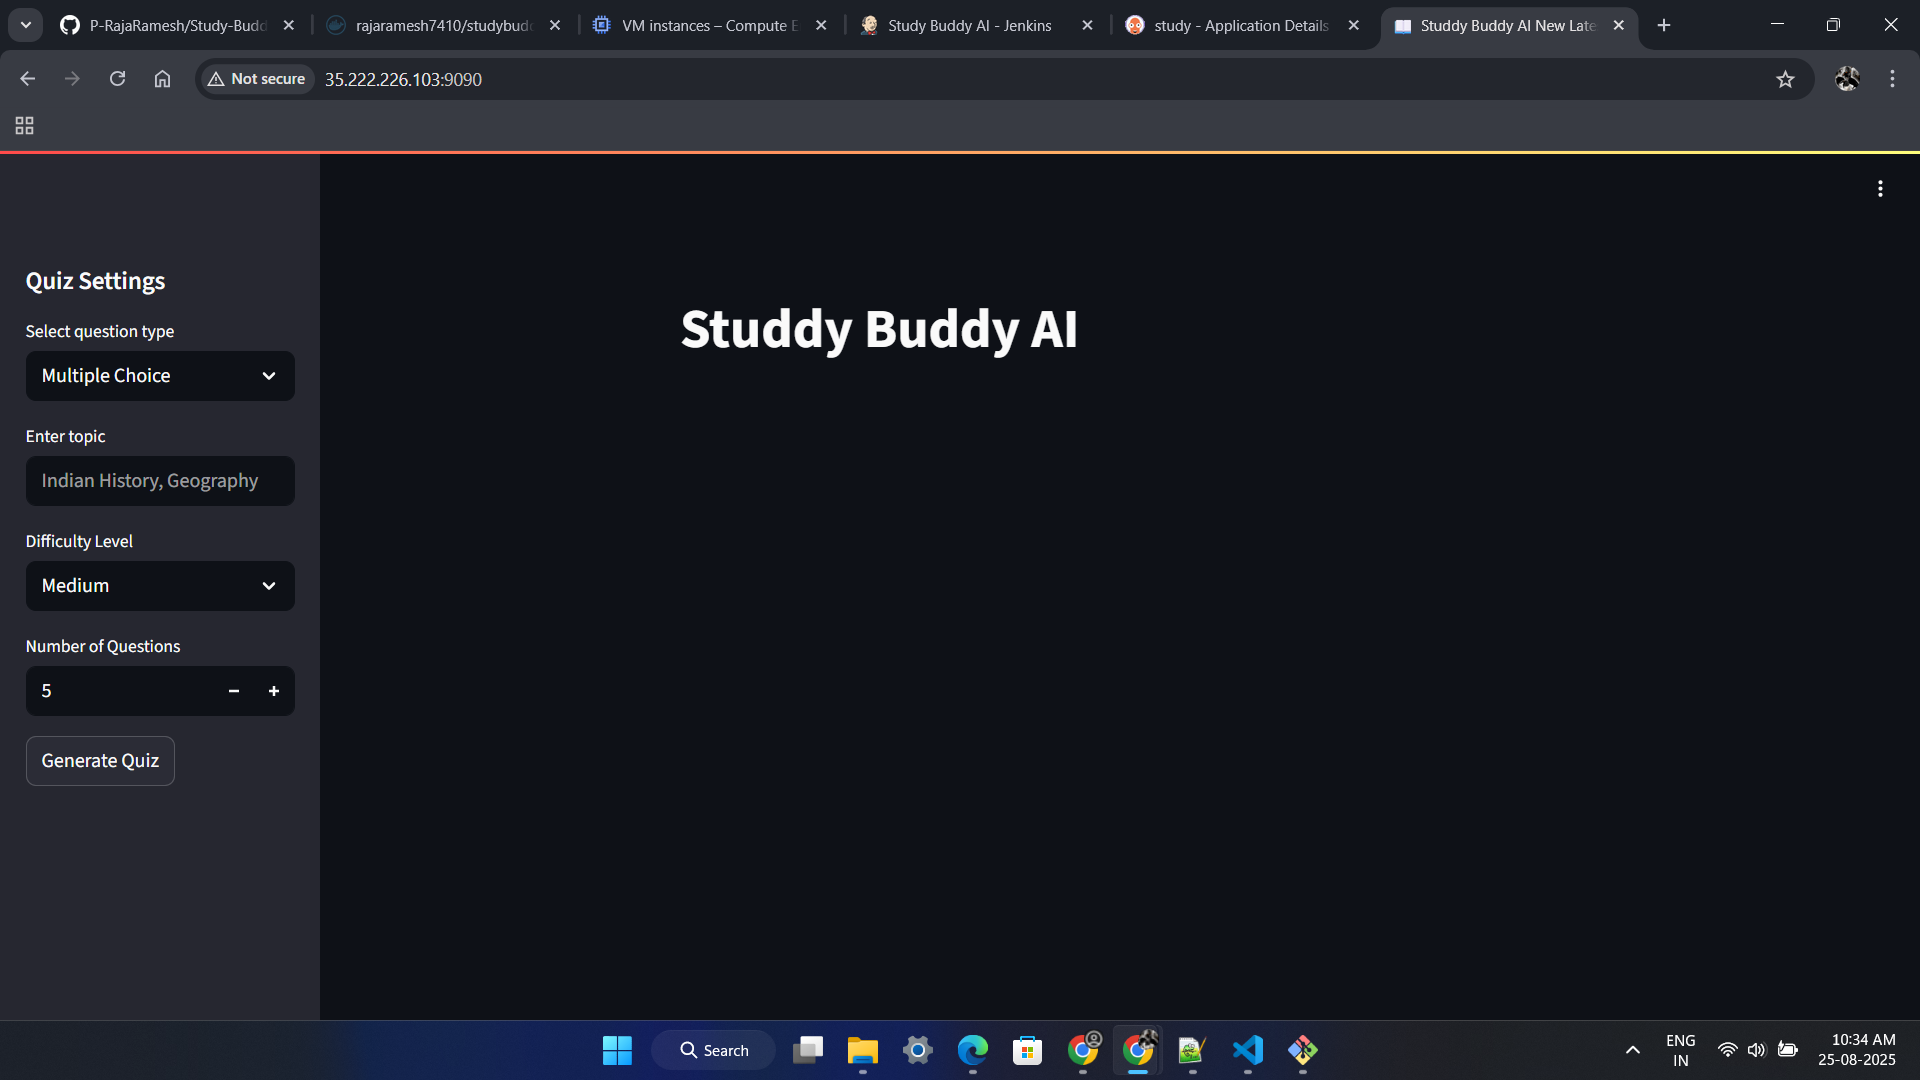 P-RajaRamesh/Study-Budd
rajaramesh7410/studybudd
VM instances – Compute E
Study Buddy AI - Jenkins
study - Application Details
Studdy Buddy AI New Late
Not secure
35.222.226.103:9090
Quiz Settings
Select question type
Multiple Choice
Enter topic
Indian History, Geography
Difficulty Level
Medium
Number of Questions
5
Generate Quiz
Studdy Buddy AI
Search
ENG
IN
10:34 AM
25-08-2025